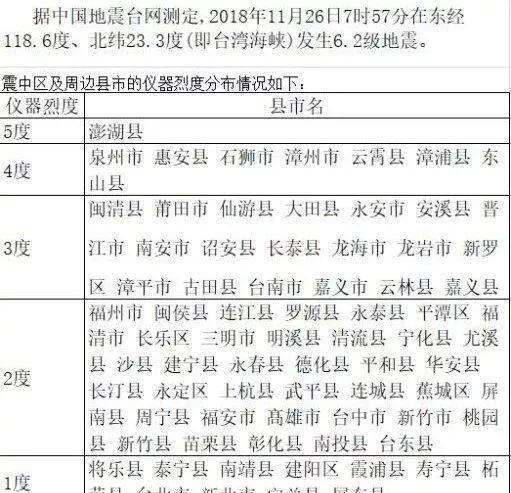 据中国地震台网测定,2018年11月26日7时57分在东经
118.6度、北纬23.3度(即台湾海峡)发生6.2级地震。
震中区及周边县市的仪器烈度分布情况如下:
仪器烈度 县市名
5度 澎湖县
4度 泉州市 惠安县 石狮市 漳州市 云霄县 漳浦县 东
山县
3度 闽清县 莆田市 仙游县 大田县 永安市 安溪县 晋
江市 南安市 诏安县 长泰县 龙海市 龙岩市 新罗
区 漳平市 古田县 台南市 嘉义市 云林县 嘉义县
2度 福州市 闽侯县 连江县 罗源县 永泰县 平潭区 福
清市 长乐区 三明市 明溪县 清流县 宁化县 尤溪
县 沙县 建宁县 永春县 德化县 平和县 华安县
长汀县 永定区 上杭县 武平县 连城县 蕉城区 屏
南县 周宁县 福安市 高雄市 台中市 新竹市 桃园
县 新竹县 苗栗县 彰化县 南投县 台东县
1度 将乐县 泰宁县 南靖县 建阳区 霞浦县 寿宁县 柘